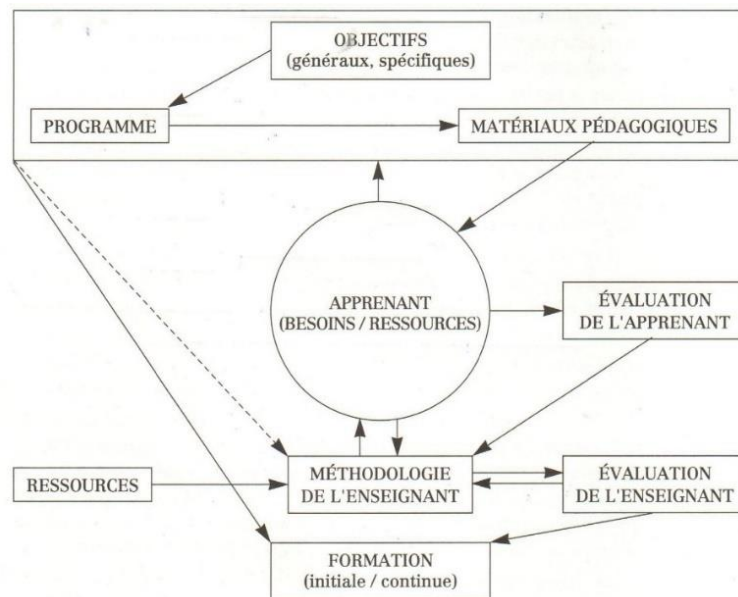 OBJECTIFS
(généraux, spécifiques)
PROGRAMME
MATÉRIAUX PÉDAGOGIQUES
APPRENANT
(BESOINS / RESSOURCES)
ÉVALUATION
DE L'APPRENANT
RESSOURCES
MÉTHODOLOGIE
DE L'ENSEIGNANT
ÉVALUATION
DE L'ENSEIGNANT
FORMATION
(initiale / continue)